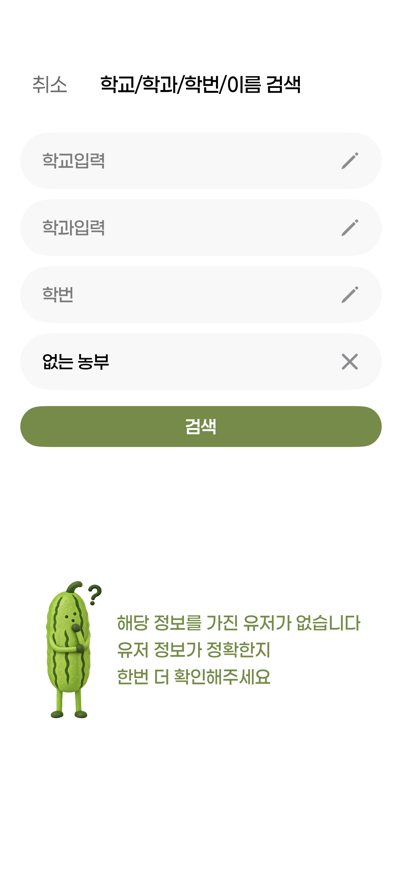 취소 학교/학과/학번/이름 검색
학교입력
학과입력
학번
없는 농부
검색
?
해당 정보를 가진 유저가 없습니다
유저 정보가 정확한지
한번 더 확인해주세요